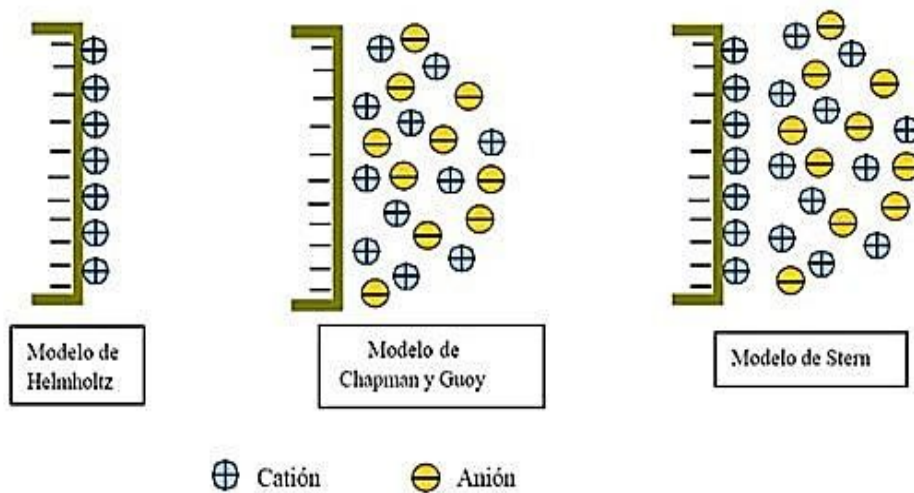 Modelo de
Helmholtz
Modelo de
Chapman y Guoy
Modelo de Stern
Catión
Anión